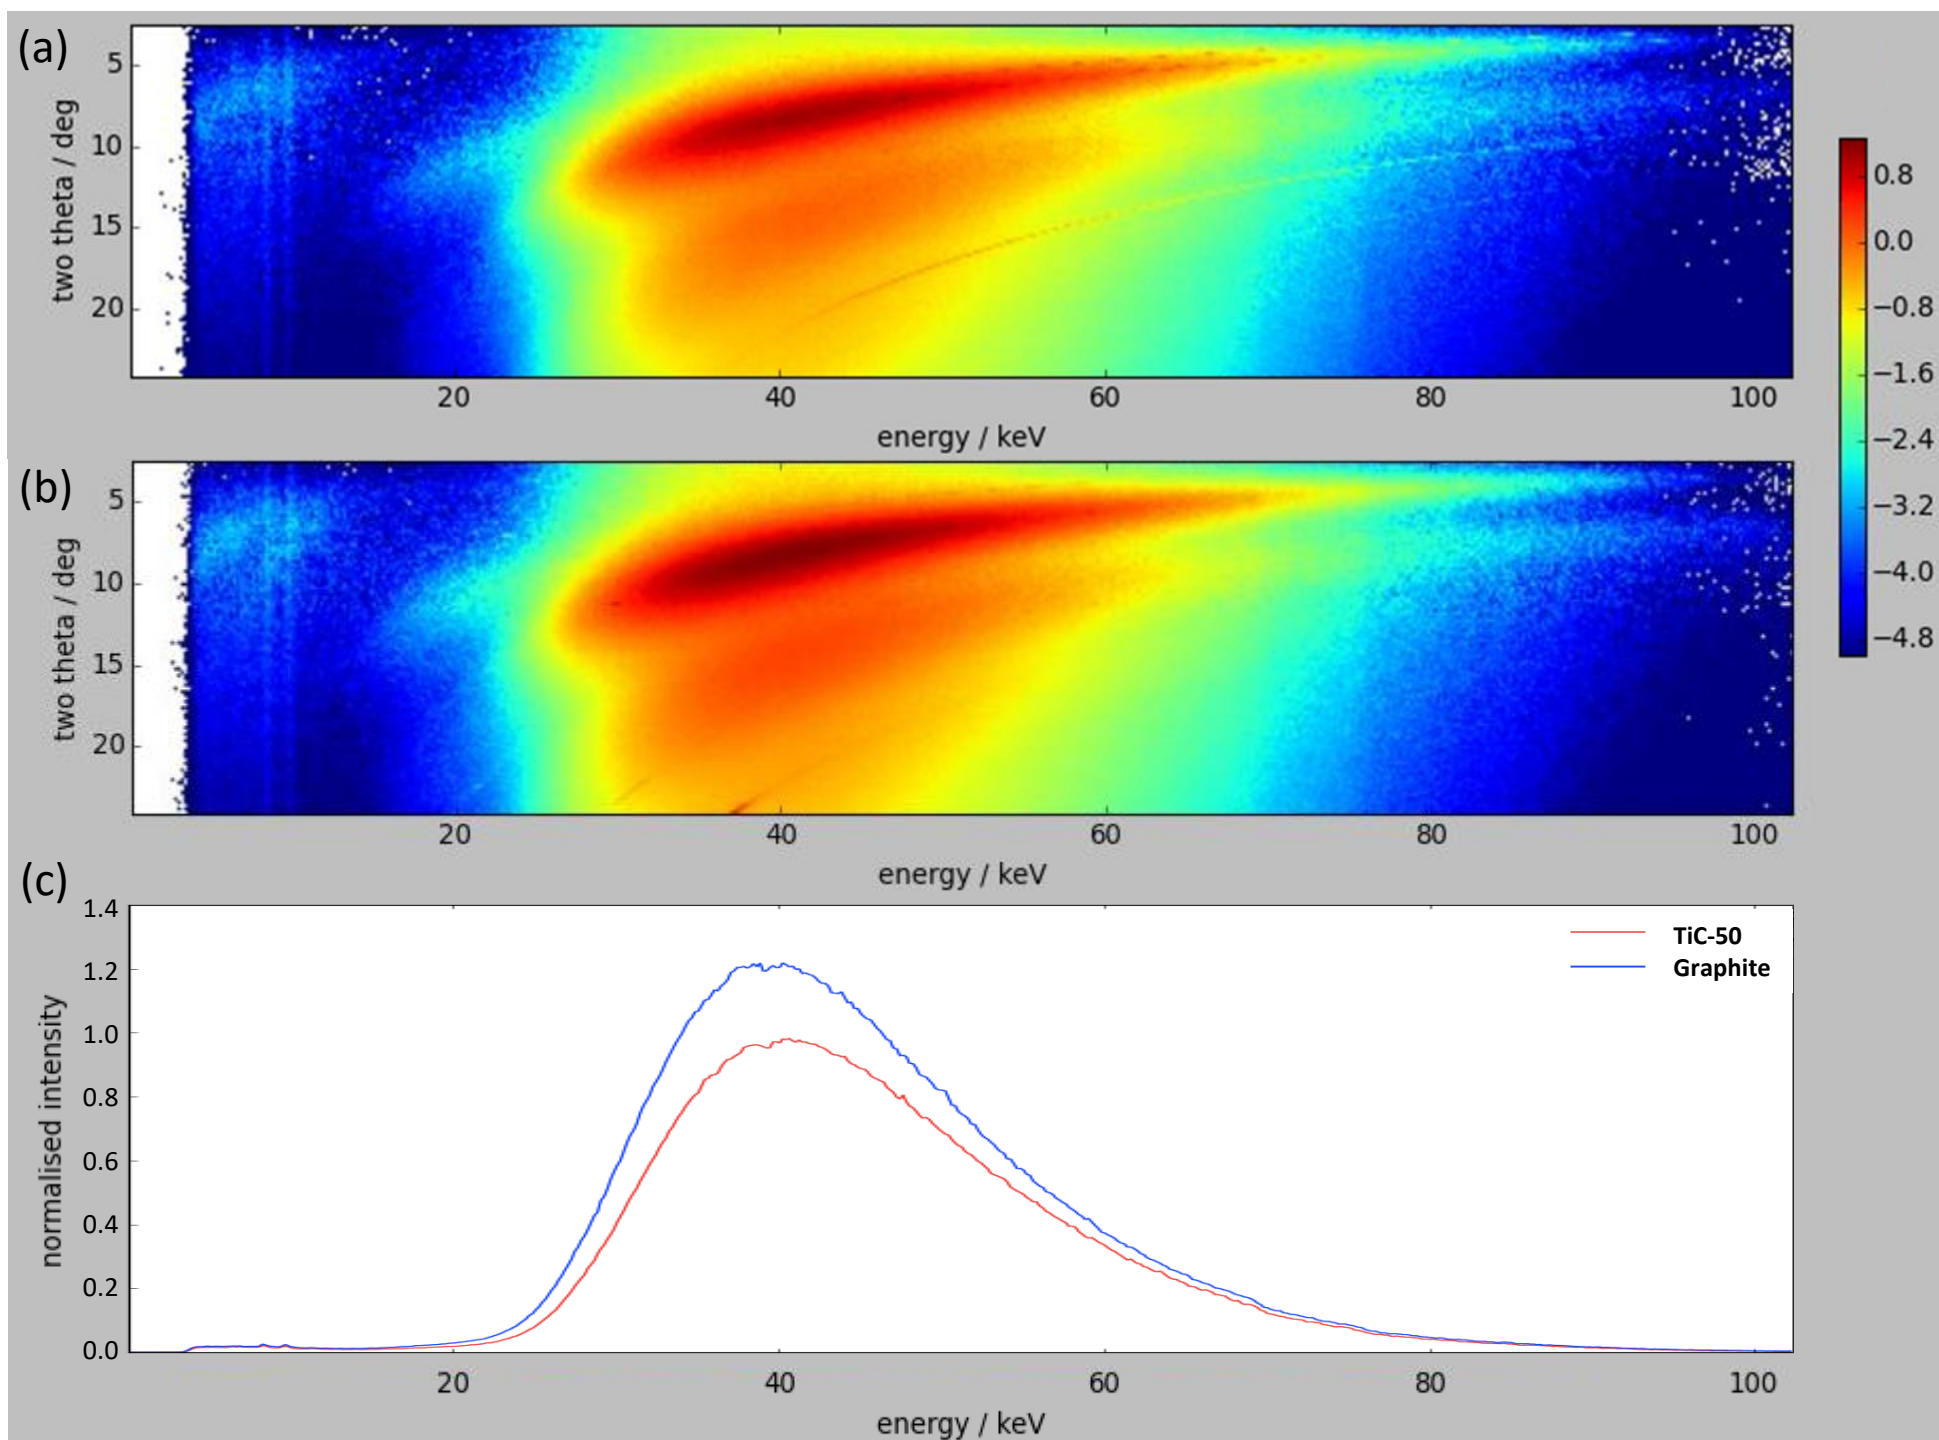 (a)
5
10
15
20
two theta / deg
20 40 60 80 100
energy / keV
0.8
0.0
−0.8
−1.6
−2.4
−3.2
−4.0
−4.8
(b)
5
10
15
20
two theta / deg
20 40 60 80 100
energy / keV
(c)
1.4
1.2
1.0
0.8
0.6
0.4
0.2
0.0
normalised intensity
TiC-50
Graphite
20 40 60 80 100
energy / keV